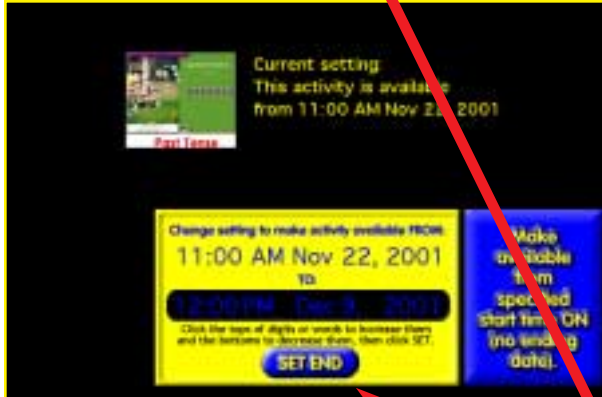 Current setting:
This activity is available
from 11:00 AM Nov 22, 2001
Past Tense
Change setting to make activity available FROM:
11:00 AM Nov 22, 2001
TO:
12:00 PM Dec 9, 2001
Click the tops of digits or words to increase them
and the bottoms to decrease them, then click SET.
SET END
Make
available
from
specified
start time ON
(no ending
date).